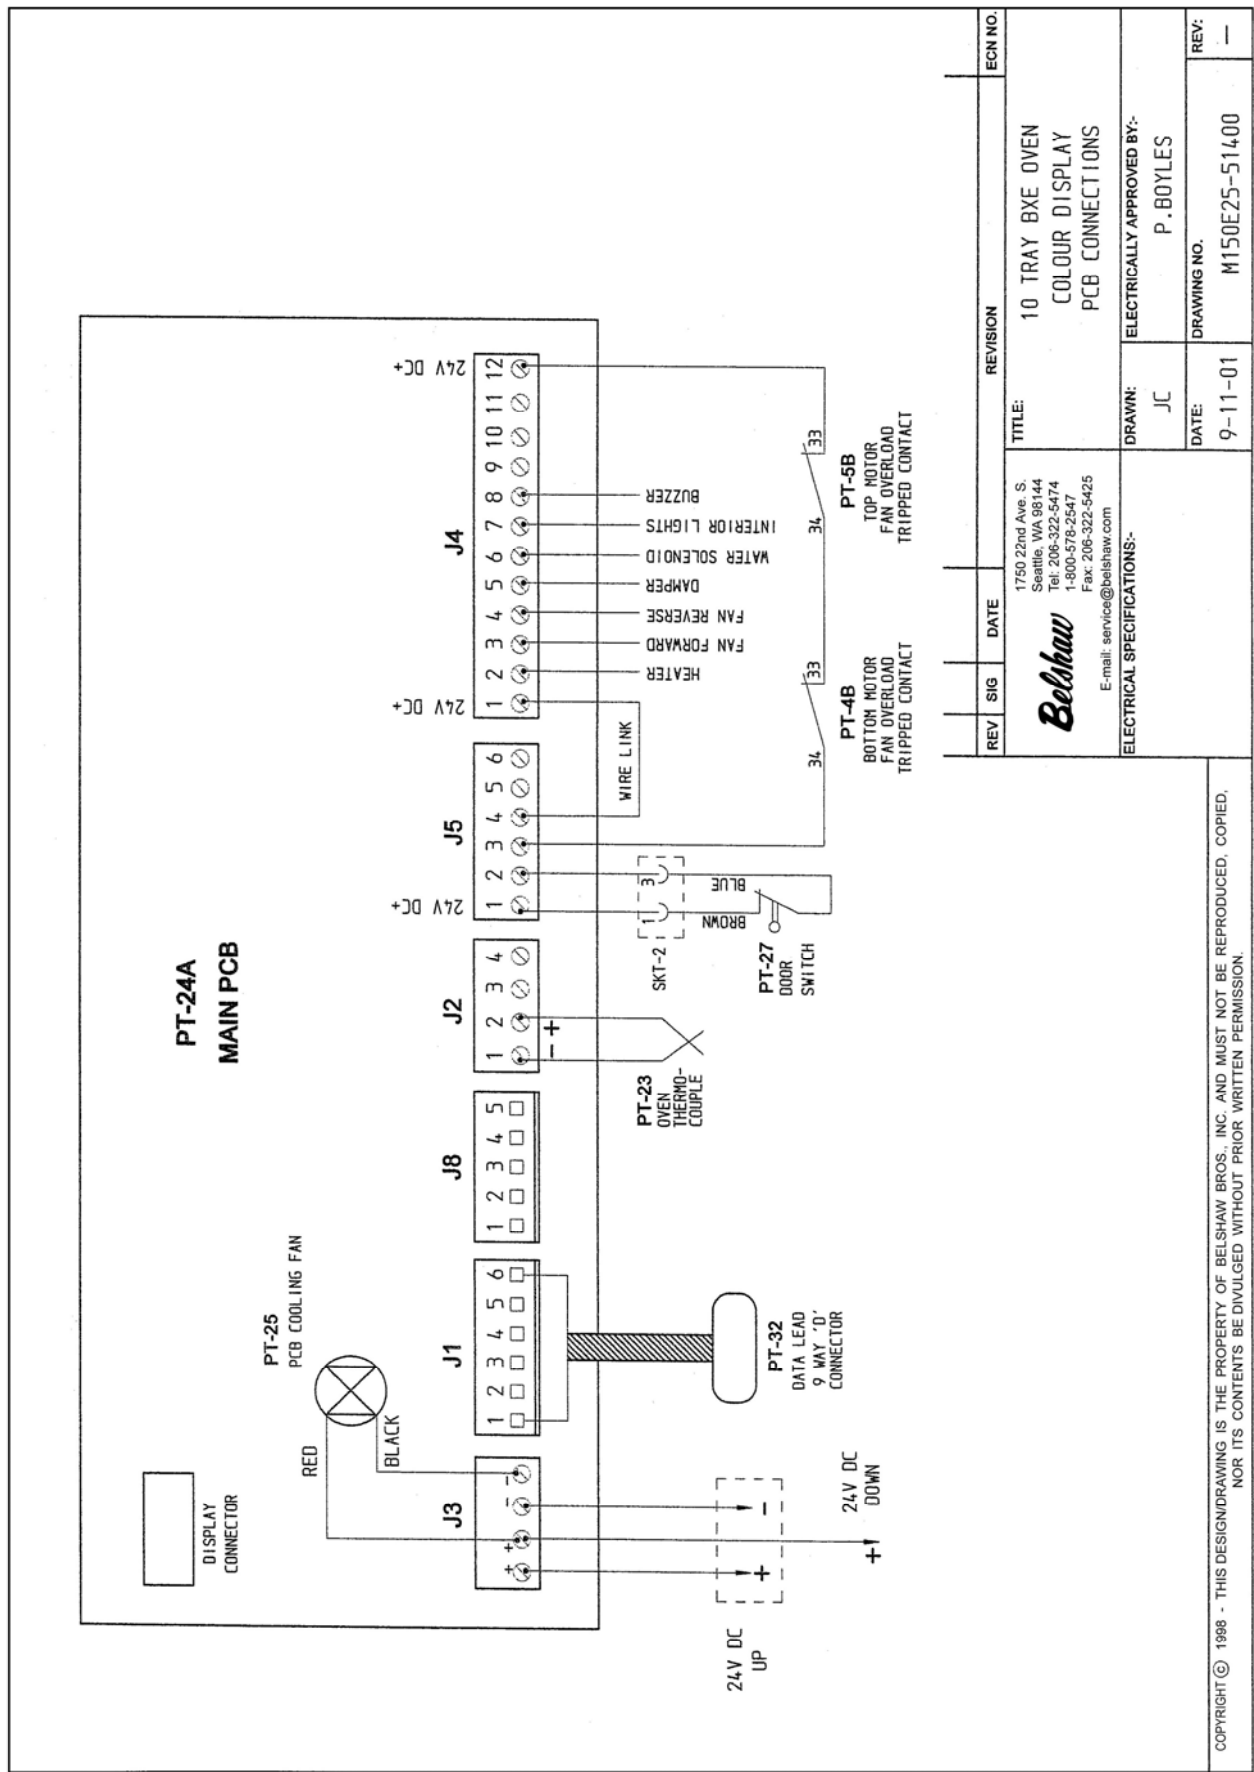 PT-24A
MAIN PCB
DISPLAY
CONNECTOR
PT-25
PCB COOLING FAN
RED
BLACK
J3
+ + - -
J1
1 2 3 4 5 6
J8
1 2 3 4 5
J2
1 2 3 4
- +
J5
24V DC+
1 2 3 4 5 6
J4
24V DC+
24V DC+
1 2 3 4 5 6 7 8 9 10 11 12
HEATER
FAN FORWARD
FAN REVERSE
DAMPER
WATER SOLENOID
INTERIOR LIGHTS
BUZZER
WIRE LINK
24V DC
UP
+ -
24V DC
DOWN
+
PT-32
DATA LEAD
9 WAY 'D'
CONNECTOR
PT-23
OVEN
THERMO-
COUPLE
SKT-2
1 3
BROWN
BLUE
PT-27
DOOR
SWITCH
34 33
PT-4B
BOTTOM MOTOR
FAN OVERLOAD
TRIPPED CONTACT
34 33
PT-5B
TOP MOTOR
FAN OVERLOAD
TRIPPED CONTACT
REV SIG DATE REVISION ECN NO.
Belshaw
1750 22nd Ave. S.
Seattle, WA 98144
Tel: 206-322-5474
1-800-578-2547
Fax: 206-322-5425
E-mail: service@belshaw.com
TITLE:
10 TRAY BXE OVEN
COLOUR DISPLAY
PCB CONNECTIONS
ELECTRICAL SPECIFICATIONS:-
DRAWN:
JC
ELECTRICALLY APPROVED BY:-
P.BOYLES
DATE:
9-11-01
DRAWING NO.
M150E25-51400
REV:
—
COPYRIGHT © 1998 - THIS DESIGN/DRAWING IS THE PROPERTY OF BELSHAW BROS., INC. AND MUST NOT BE REPRODUCED, COPIED,
NOR ITS CONTENTS BE DIVULGED WITHOUT PRIOR WRITTEN PERMISSION.